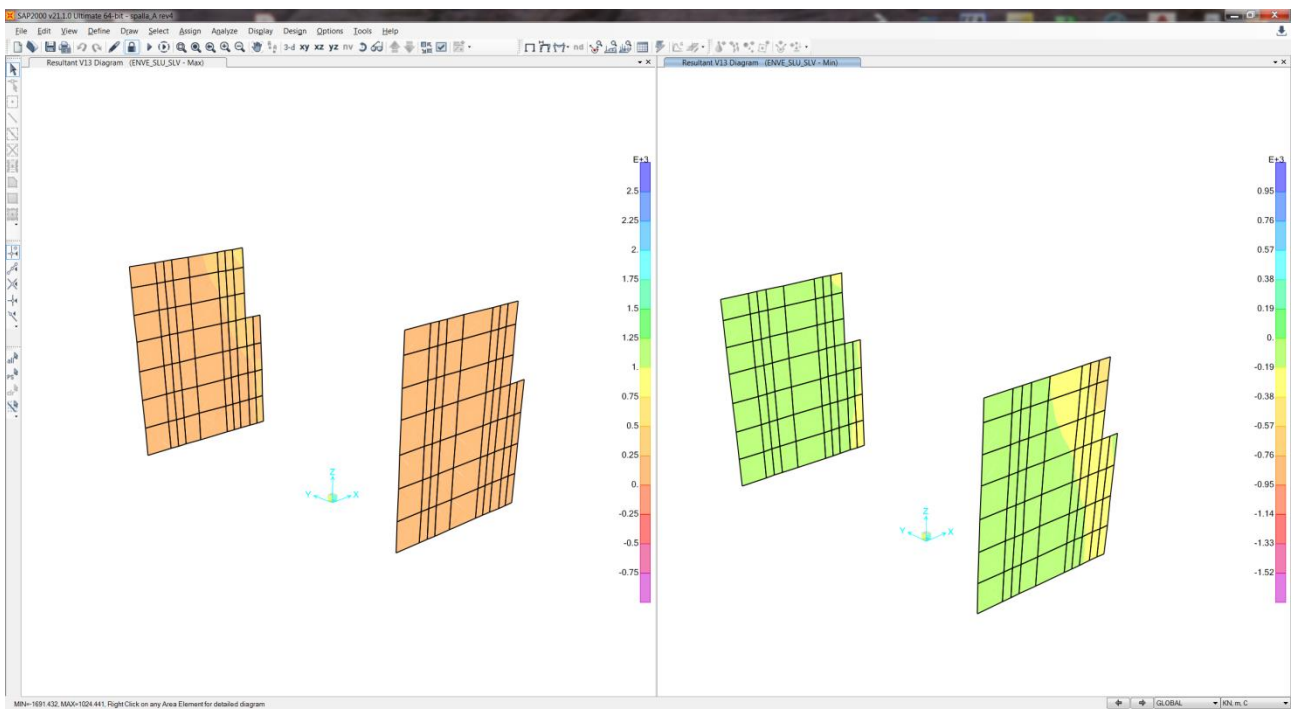 SAP2000 v21.1.0 Ultimate 64-bit - spalla_A rev4
File Edit View Define Draw Select Assign Analyze Display Design Options Tools Help
3-d xy xz yz nv
nd
Resultant V13 Diagram (ENVE_SLU_SLV - Max)
Resultant V13 Diagram (ENVE_SLU_SLV - Min)
E+3
2.5
2.25
2.
1.75
1.5
1.25
1.
0.75
0.5
0.25
0.
-0.25
-0.5
-0.75
Z
Y
X
E+3
0.95
0.76
0.57
0.38
0.19
0.
-0.19
-0.38
-0.57
-0.76
-0.95
-1.14
-1.33
-1.52
Z
Y
X
all
PS
MIN=-1691.432, MAX=1024.441, Right Click on any Area Element for detailed diagram
GLOBAL
KN, m, C